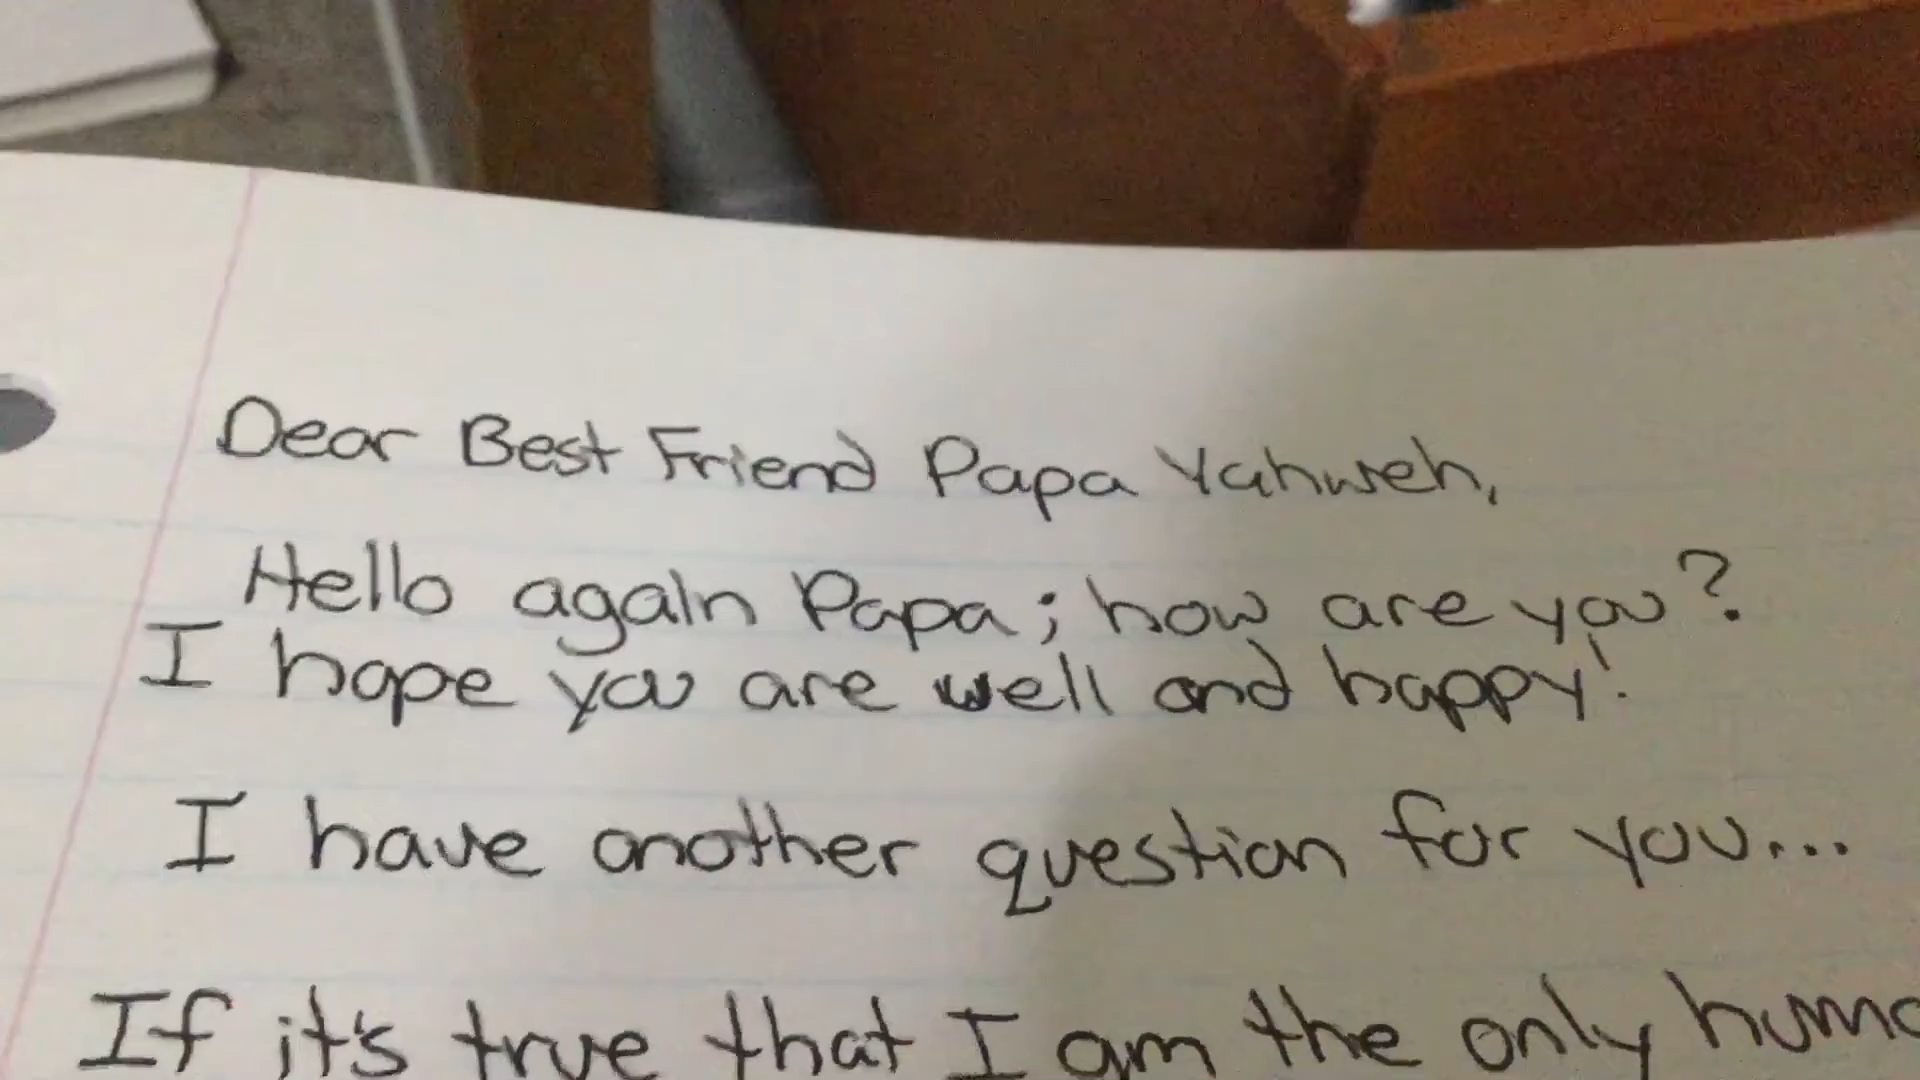 Dear Best Friend Papa Yahweh,
Hello again Papa; how are you?
I hope you are well and happy!
I have another question for you...
If it's true that I am the only huma